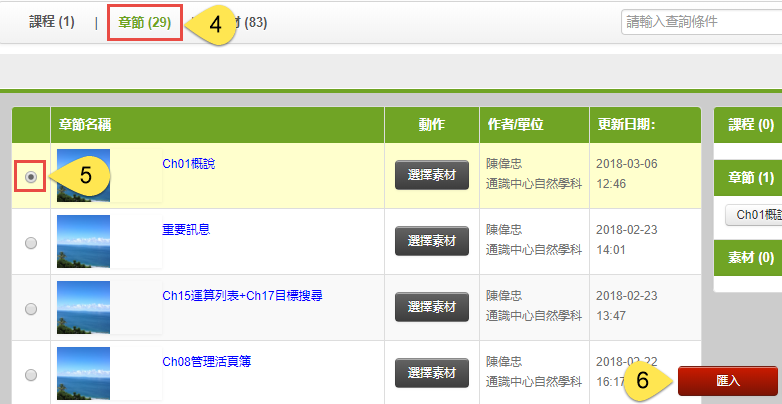 課程 (1) | 章節 (29) 4 材 (83) 請輸入查詢條件
章節名稱 動作 作者/單位 更新日期: 課程 (0)
5 Ch01概說 選擇素材 陳偉忠 2018-03-06
通識中心自然學科 12:46
章節 (1)
Ch01概說
重要訊息 選擇素材 陳偉忠 2018-02-23
通識中心自然學科 14:01
素材 (0)
Ch15運算列表+Ch17目標搜尋 選擇素材 陳偉忠 2018-02-23
通識中心自然學科 13:47
Ch08管理活頁簿 選擇素材 陳偉忠 2018-02-22
通識中心自然學科 16:17 6 匯入